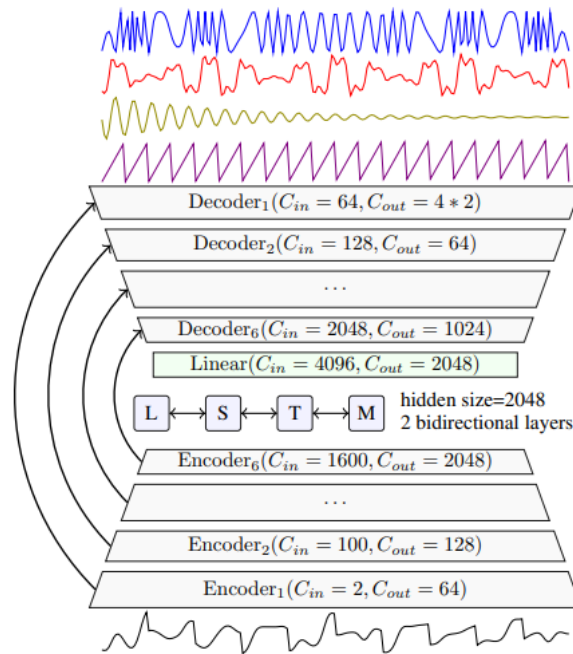 Decoder₁(C_in = 64, C_out = 4 * 2)
Decoder₂(C_in = 128, C_out = 64)
...
Decoder₆(C_in = 2048, C_out = 1024)
Linear(C_in = 4096, C_out = 2048)
L S T M hidden size=2048
2 bidirectional layers
Encoder₆(C_in = 1600, C_out = 2048)
...
Encoder₂(C_in = 100, C_out = 128)
Encoder₁(C_in = 2, C_out = 64)